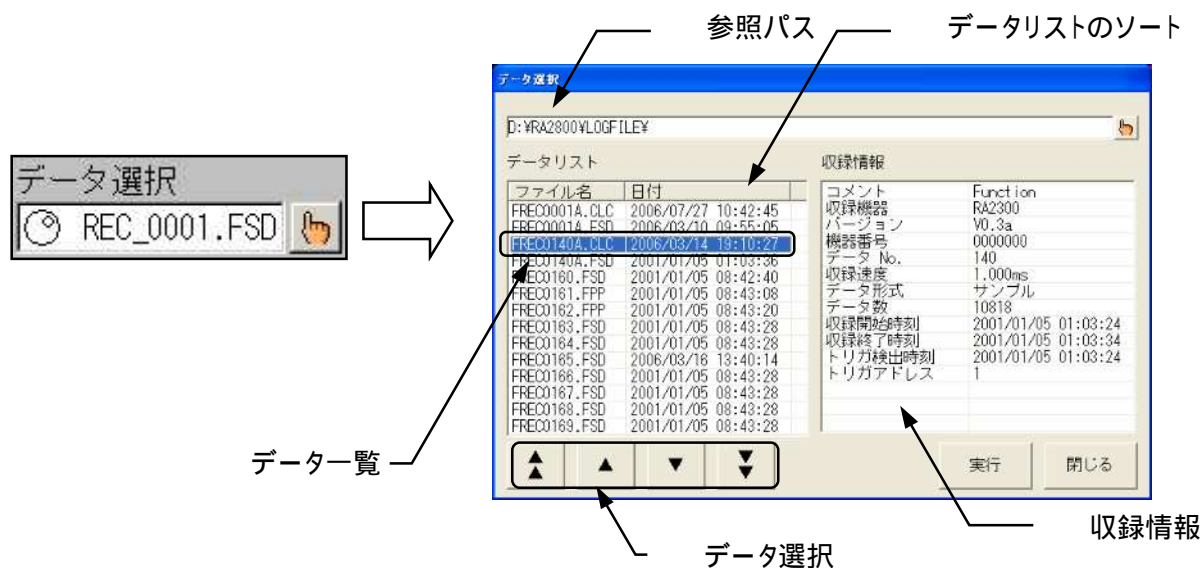 参照パス
データリストのソート
データ選択
REC_0001.FSD
データ選択
D:¥RA2800¥LOGFILE¥
データリスト
収録情報
ファイル名 日付
FREC0001A.CLC 2006/07/27 10:42:45
FREC0001A.FSD 2006/03/10 09:55:05
FREC0140A.CLC 2006/03/14 19:10:27
FREC0140A.FSD 2001/01/05 01:03:36
FREC0160.FSD 2001/01/05 08:42:40
FREC0161.FPP 2001/01/05 08:43:08
FREC0162.FPP 2001/01/05 08:43:20
FREC0163.FSD 2001/01/05 08:43:28
FREC0164.FSD 2001/01/05 08:43:28
FREC0165.FSD 2006/03/16 13:40:14
FREC0166.FSD 2001/01/05 08:43:28
FREC0167.FSD 2001/01/05 08:43:28
FREC0168.FSD 2001/01/05 08:43:28
FREC0169.FSD 2001/01/05 08:43:28
コメント Function
収録機器 RA2300
バージョン V0.3a
機器番号 0000000
データ No. 140
収録速度 1.000ms
データ形式 サンプル
データ数 10818
収録開始時刻 2001/01/05 01:03:24
収録終了時刻 2001/01/05 01:03:34
トリガ検出時刻 2001/01/05 01:03:24
トリガアドレス 1
データ一覧
実行
閉じる
収録情報
データ選択